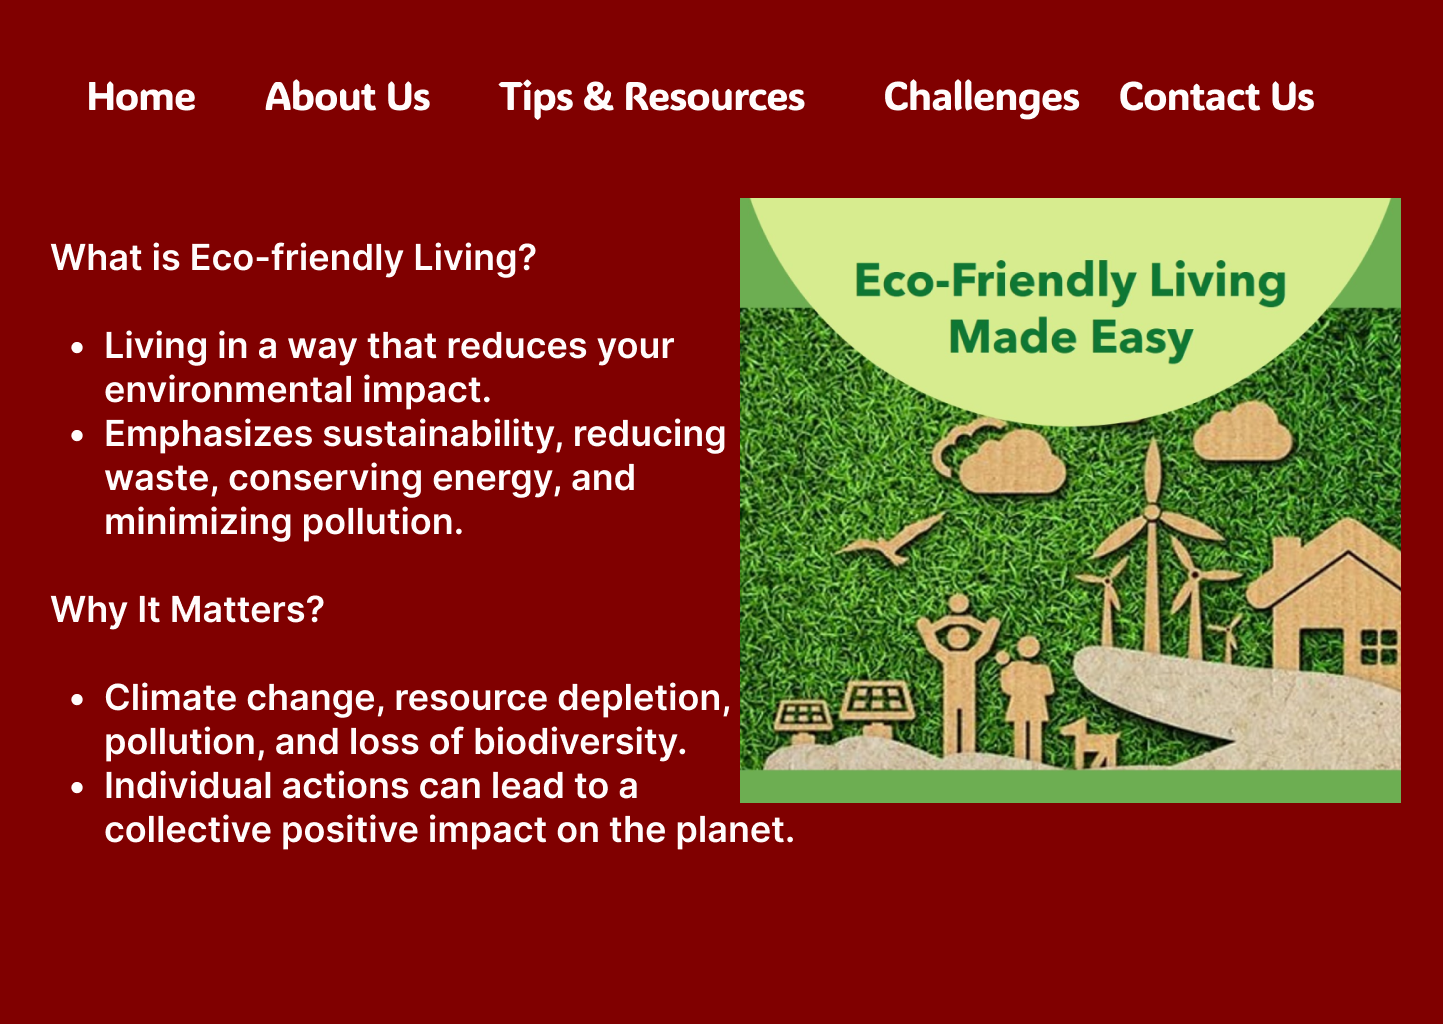 Home About Us Tips & Resources Challenges Contact Us
What is Eco-friendly Living?
• Living in a way that reduces your
environmental impact.
• Emphasizes sustainability, reducing
waste, conserving energy, and
minimizing pollution.
Why It Matters?
• Climate change, resource depletion,
pollution, and loss of biodiversity.
• Individual actions can lead to a
collective positive impact on the planet.
Eco-Friendly Living
Made Easy